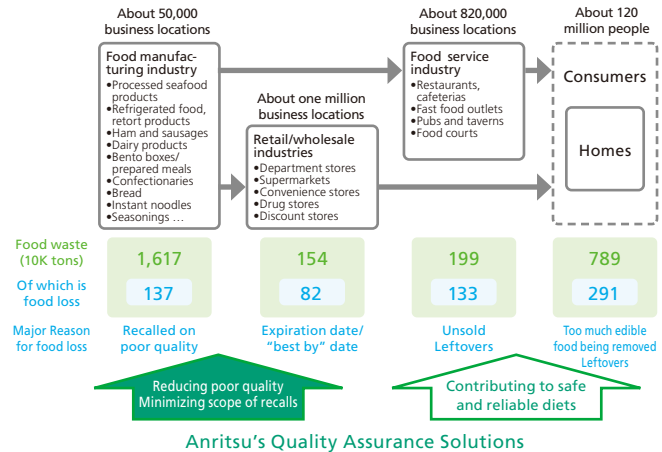 About 50,000
business locations
About 820,000
business locations
About 120
million people
Food manufac-
turing industry
•Processed seafood
products
•Refrigerated food,
retort products
•Ham and sausages
•Dairy products
•Bento boxes/
prepared meals
•Confectionaries
•Bread
•Instant noodles
•Seasonings …
About one million
business locations
Retail/wholesale
industries
•Department stores
•Supermarkets
•Convenience stores
•Drug stores
•Discount stores
Food service
industry
•Restaurants,
cafeterias
•Fast food outlets
•Pubs and taverns
•Food courts
Consumers
Homes
Food waste
(10K tons)
1,617
154
199
789
Of which is
food loss
137
82
133
291
Major Reason
for food loss
Recalled on
poor quality
Expiration date/
“best by” date
Unsold
Leftovers
Too much edible
food being removed
Leftovers
Reducing poor quality
Minimizing scope of recalls
Contributing to safe
and reliable diets
Anritsu’s Quality Assurance Solutions